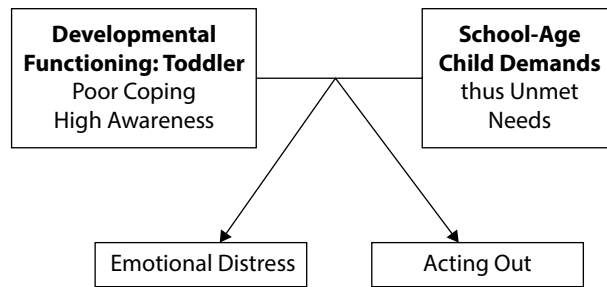 Developmental
Functioning: Toddler
Poor Coping
High Awareness
School-Age
Child Demands
thus Unmet
Needs
Emotional Distress
Acting Out